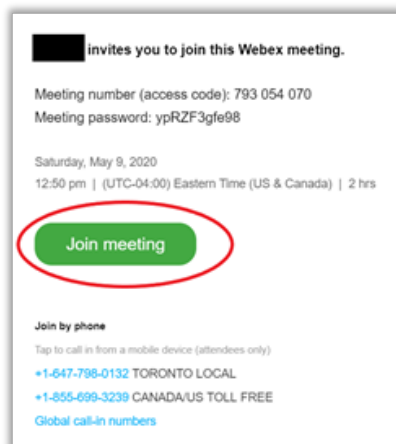 invites you to join this Webex meeting.
Meeting number (access code): 793 054 070
Meeting password: ypRZF3gfe98
Saturday, May 9, 2020
12:50 pm | (UTC-04:00) Eastern Time (US & Canada) | 2 hrs
Join meeting
Join by phone
Tap to call in from a mobile device (attendees only)
+1-647-798-0132 TORONTO LOCAL
+1-855-699-3239 CANADA/US TOLL FREE
Global call-in numbers